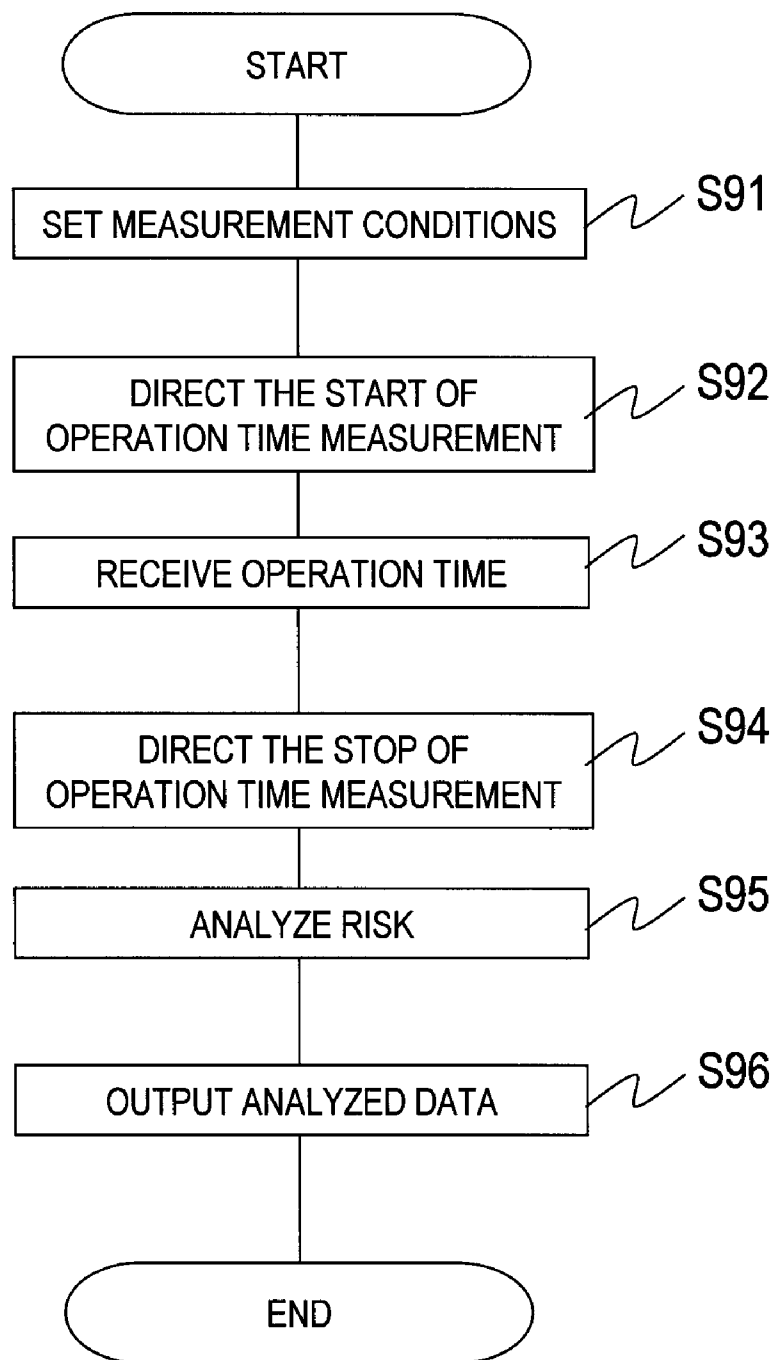 START
SET MEASUREMENT CONDITIONS
S91
DIRECT THE START OF
OPERATION TIME MEASUREMENT
S92
RECEIVE OPERATION TIME
S93
DIRECT THE STOP OF
OPERATION TIME MEASUREMENT
S94
ANALYZE RISK
S95
OUTPUT ANALYZED DATA
S96
END